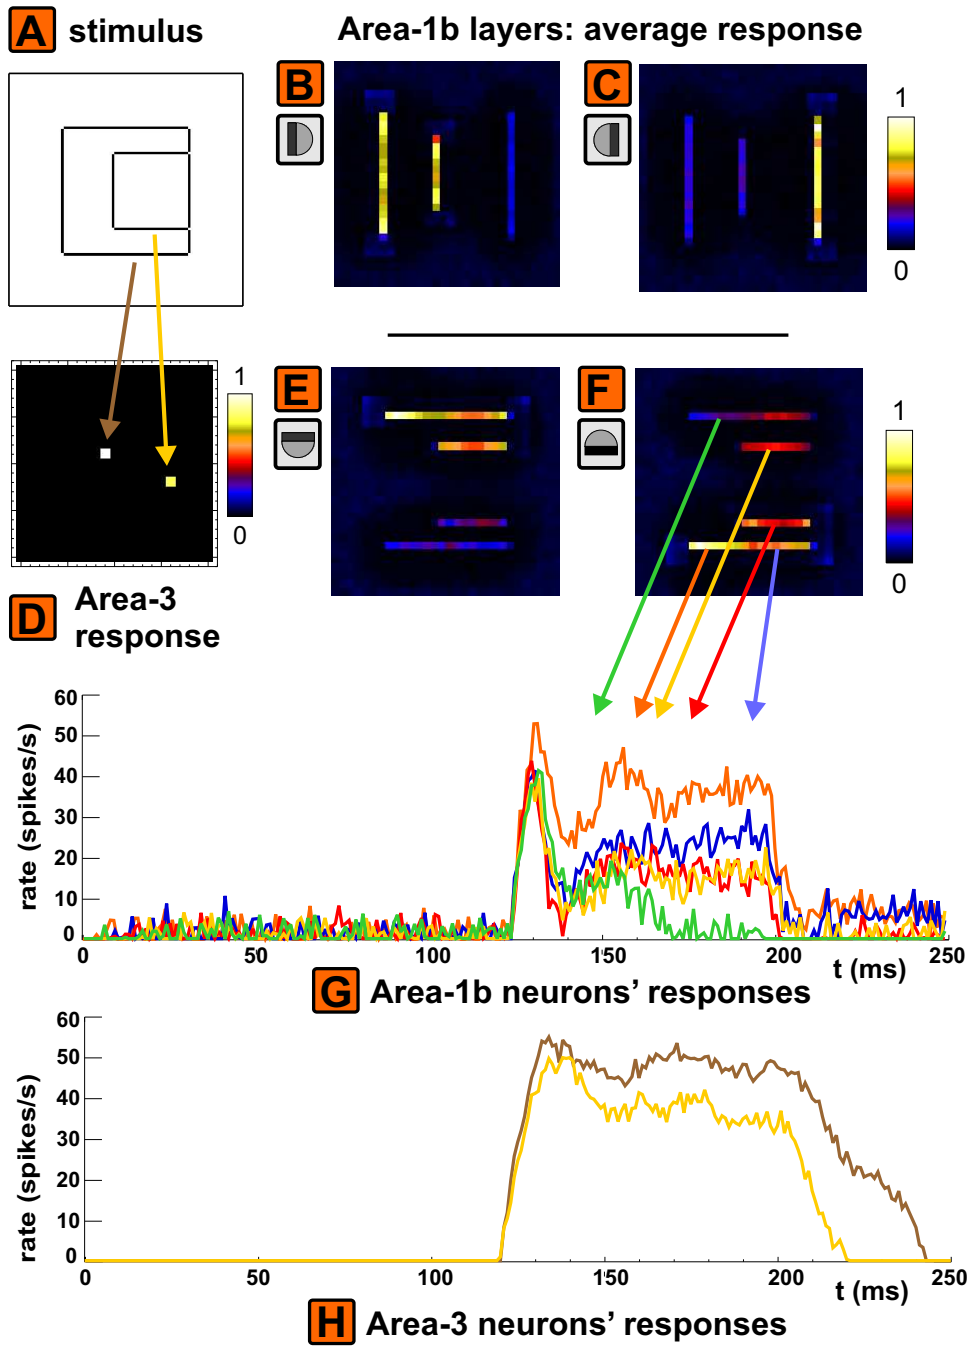 A stimulus
Area-1b layers: average response
B
C
1
0
1
0
E
F
1
0
D Area-3 response
60
50
40
30
20
10
0
rate (spikes/s)
0 50 100 150 200 250
t (ms)
G Area-1b neurons' responses
60
50
40
30
20
10
0
rate (spikes/s)
0 50 100 150 200 250
t (ms)
H Area-3 neurons' responses